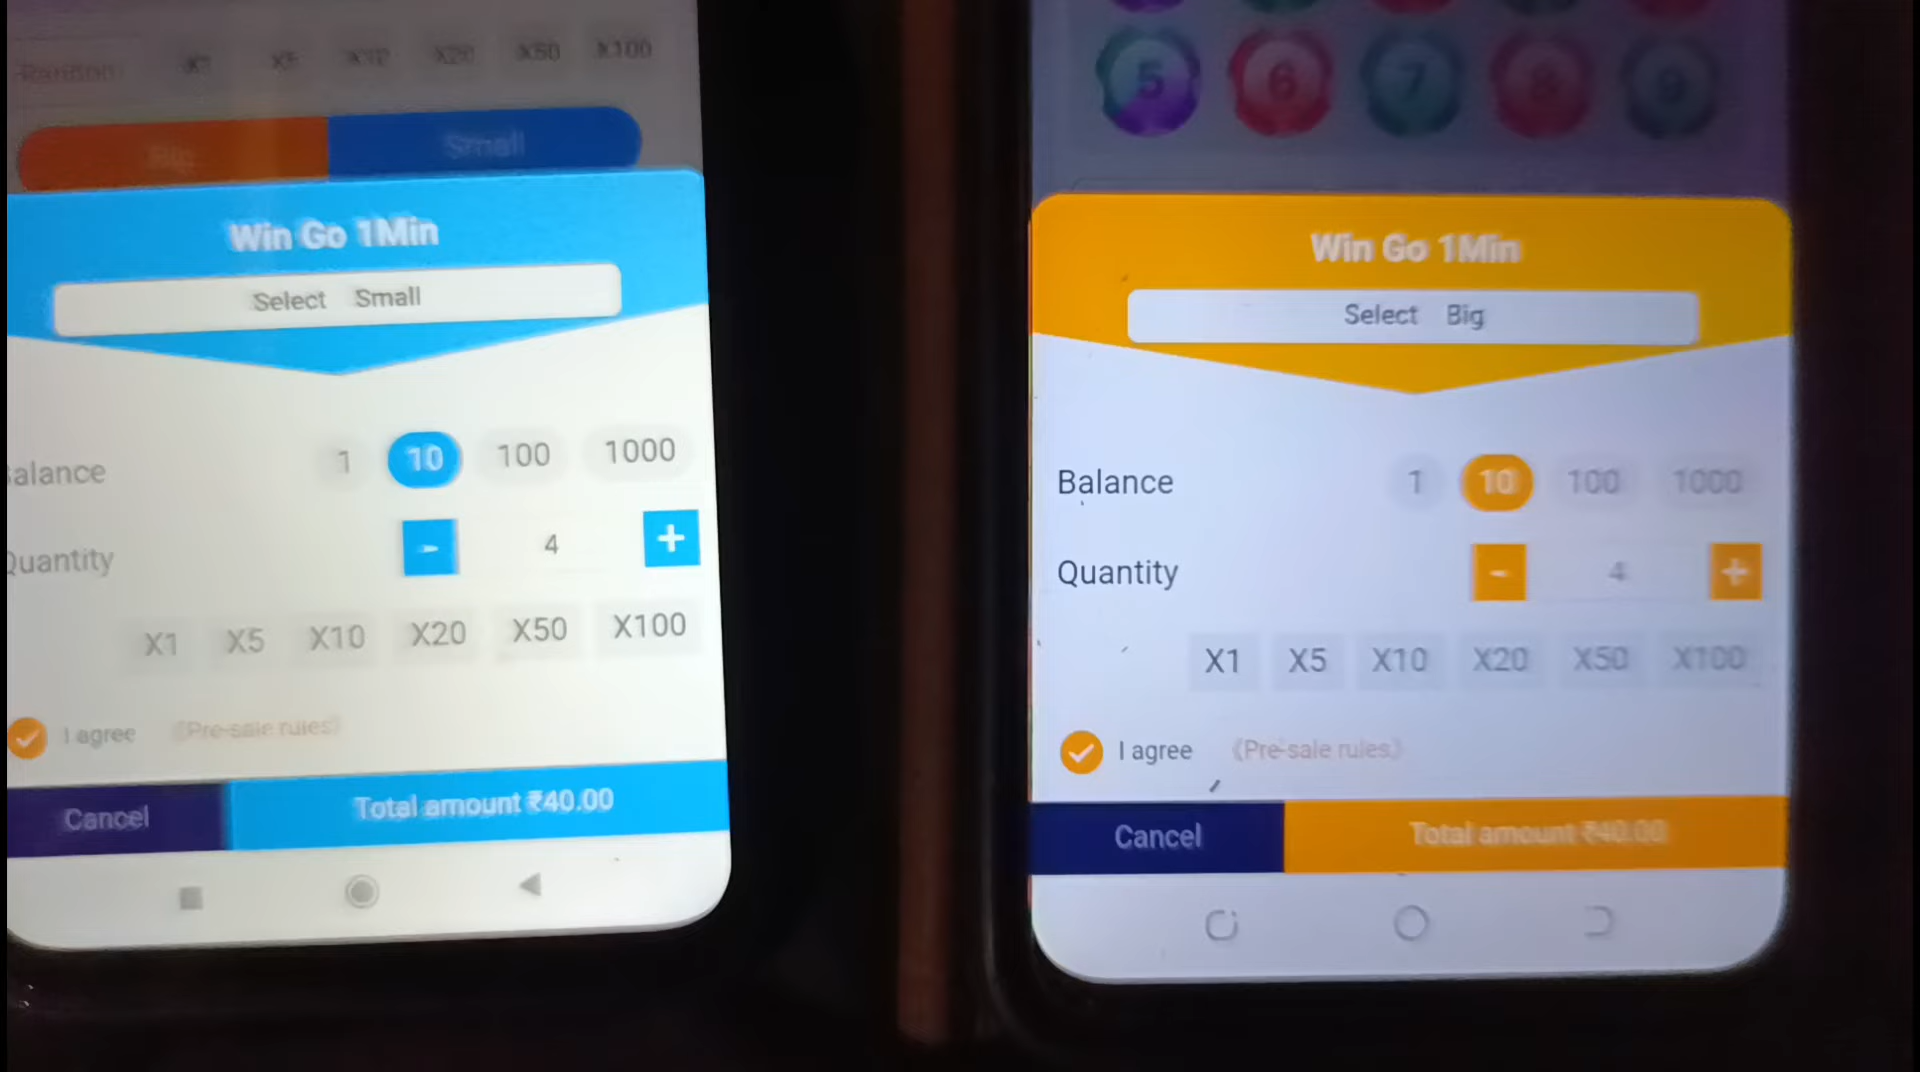 Random X1 X5 X10 X20 X50 X100
Big Small
Win Go 1Min
Select Small
Balance 1 10 100 1000
Quantity - 4 +
X1 X5 X10 X20 X50 X100
I agree 《Pre-sale rules》
Cancel Total amount ₹40.00
5 6 7 8 9
Win Go 1Min
Select Big
Balance 1 10 100 1000
Quantity - 4 +
X1 X5 X10 X20 X50 X100
I agree 《Pre-sale rules》
Cancel Total amount ₹40.00